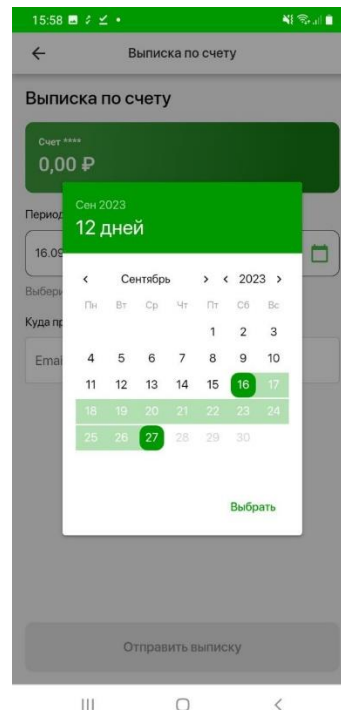 15:58
Выписка по счету
Выписка по счету
Счет ****
0,00 ₽
Период
16.09
Выбери
Куда пр
Emai
Сен 2023
12 дней
< Сентябрь > < 2023 >
Пн Вт Ср Чт Пт Сб Вс
1 2 3
4 5 6 7 8 9 10
11 12 13 14 15 16 17
18 19 20 21 22 23 24
25 26 27 28 29 30
Выбрать
Отправить выписку